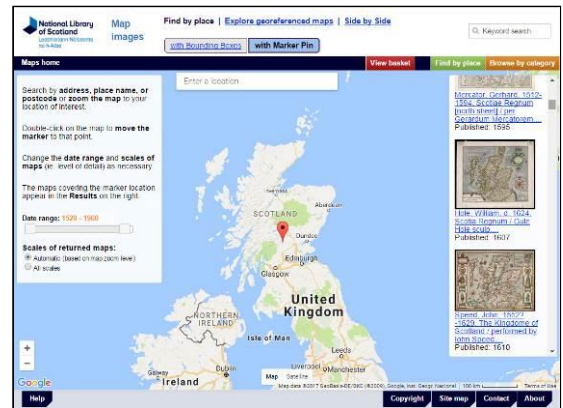 National Library
of Scotland
Map
images
Find by place | Explore georeferenced maps | Side by Side
with Bounding Boxes
with Marker Pin
Keyword search
Maps home
View basket
Find by place
Browse by category
Search by address, place name, or
postcode or zoom the map to your
location of interest.
Double-click on the map to move the
marker to that point.
Change the date range and scales of
maps (ie. level of detail) as necessary
The maps covering the marker location
appear in the Results on the right.
Date range:
Scales of returned maps:
Automatic (based on map zoom level)
All scales
Enter a location
Inverness
Aberdeen
SCOTLAND
Dundee
Edinburgh
Glasgow
United
Kingdom
NORTHERN
IRELAND
Isle of Man
Leeds
Dublin
Liverpool
Manchester
Galway
Ireland
Map
Satellite
Google
100 km
Terms of Use
Mercator, Gerhard, 1512-
1594. Scotiae Regnum
[north sheet] / per
Gerardum Mercatorem....
Published: 1595
Hole, William, d. 1624.
Scotia Regnum / Guile
Hole sculp....
Published: 1607
Speed, John, 1552?
-1629. The Kingdome of
Scotland / performed by
John Speed....
Published: 1610
Help
Copyright
Site map
Contact
About